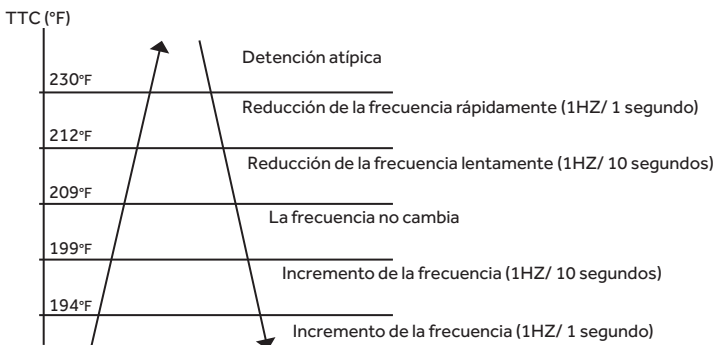 TTC (°F)
Detención atípica
230°F
Reducción de la frecuencia rápidamente (1HZ/ 1 segundo)
212°F
Reducción de la frecuencia lentamente (1HZ/ 10 segundos)
209°F
La frecuencia no cambia
199°F
Incremento de la frecuencia (1HZ/ 10 segundos)
194°F
Incremento de la frecuencia (1HZ/ 1 segundo)